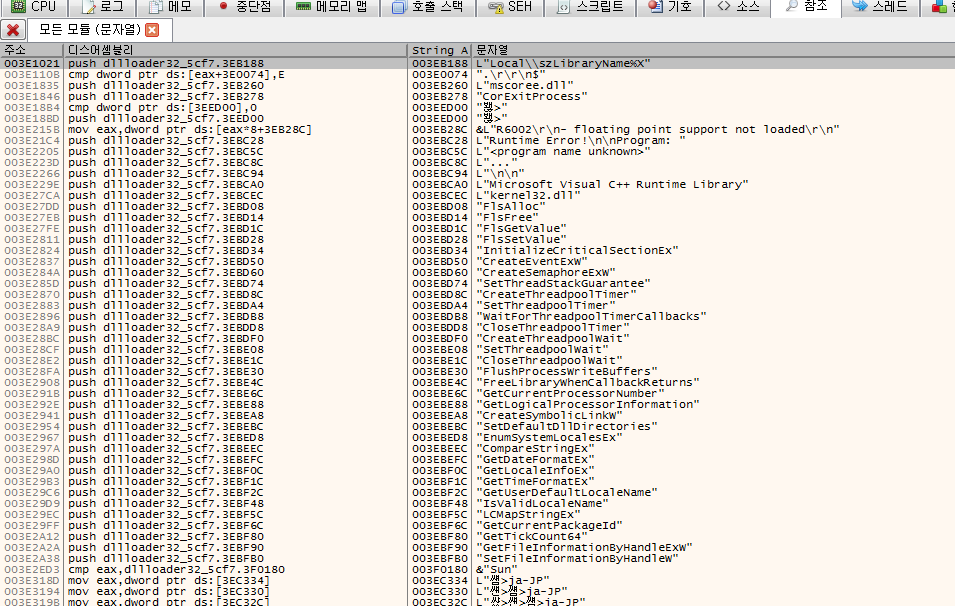 CPU 로그 메모 중단점 메모리 맵 호출 스택 SEH 스크립트 기호 소스 참조 스레드
모든 모듈 (문자열)
주소 디스어셈블리 String A 문자열
003E1021 push dllloader32_5cf7.3EB188 003EB188 L"Local\\szLibraryName%X"
003E110B cmp dword ptr ds:[eax+3E0074],E 003E0074 ".\r\r\n$"
003E1835 push dllloader32_5cf7.3EB260 003EB260 L"mscoree.dll"
003E1846 push dllloader32_5cf7.3EB278 003EB278 "CorExitProcess"
003E18B4 cmp dword ptr ds:[3EED00],0 003EED00
003E18BD push dllloader32_5cf7.3EED00 003EED00
003E215B mov eax,dword ptr ds:[eax*8+3EB28C] 003EB28C &L"R6002\r\n- floating point support not loaded\r\n"
003E21C4 push dllloader32_5cf7.3EBC28 003EBC28 L"Runtime Error!\n\nProgram: "
003E2205 push dllloader32_5cf7.3EBC5C 003EBC5C L"<program name unknown>"
003E223D push dllloader32_5cf7.3EBC8C 003EBC8C L"..."
003E2266 push dllloader32_5cf7.3EBC94 003EBC94 L"\n\n"
003E229E push dllloader32_5cf7.3EBCA0 003EBCA0 L"Microsoft Visual C++ Runtime Library"
003E27CA push dllloader32_5cf7.3EBCEC 003EBCEC L"kernel32.dll"
003E27DD push dllloader32_5cf7.3EBD08 003EBD08 "FlsAlloc"
003E27EB push dllloader32_5cf7.3EBD14 003EBD14 "FlsFree"
003E27FE push dllloader32_5cf7.3EBD1C 003EBD1C "FlsGetValue"
003E2811 push dllloader32_5cf7.3EBD28 003EBD28 "FlsSetValue"
003E2824 push dllloader32_5cf7.3EBD34 003EBD34 "InitializeCriticalSectionEx"
003E2837 push dllloader32_5cf7.3EBD50 003EBD50 "CreateEventExW"
003E284A push dllloader32_5cf7.3EBD60 003EBD60 "CreateSemaphoreExW"
003E285D push dllloader32_5cf7.3EBD74 003EBD74 "SetThreadStackGuarantee"
003E2870 push dllloader32_5cf7.3EBD8C 003EBD8C "CreateThreadpoolTimer"
003E2883 push dllloader32_5cf7.3EBDA4 003EBDA4 "SetThreadpoolTimer"
003E2896 push dllloader32_5cf7.3EBDB8 003EBDB8 "WaitForThreadpoolTimerCallbacks"
003E28A9 push dllloader32_5cf7.3EBDD8 003EBDD8 "CloseThreadpoolTimer"
003E28BC push dllloader32_5cf7.3EBDF0 003EBDF0 "CreateThreadpoolWait"
003E28CF push dllloader32_5cf7.3EBE08 003EBE08 "SetThreadpoolWait"
003E28E2 push dllloader32_5cf7.3EBE1C 003EBE1C "CloseThreadpoolWait"
003E28FA push dllloader32_5cf7.3EBE30 003EBE30 "FlushProcessWriteBuffers"
003E2908 push dllloader32_5cf7.3EBE4C 003EBE4C "FreeLibraryWhenCallbackReturns"
003E291B push dllloader32_5cf7.3EBE6C 003EBE6C "GetCurrentProcessorNumber"
003E292E push dllloader32_5cf7.3EBE88 003EBE88 "GetLogicalProcessorInformation"
003E2941 push dllloader32_5cf7.3EBEA8 003EBEA8 "CreateSymbolicLinkW"
003E2954 push dllloader32_5cf7.3EBEBC 003EBEBC "SetDefaultDllDirectories"
003E2967 push dllloader32_5cf7.3EBED8 003EBED8 "EnumSystemLocalesEx"
003E297A push dllloader32_5cf7.3EBEEC 003EBEEC "CompareStringEx"
003E298D push dllloader32_5cf7.3EBEFC 003EBEFC "GetDateFormatEx"
003E29A0 push dllloader32_5cf7.3EBF0C 003EBF0C "GetLocaleInfoEx"
003E29B3 push dllloader32_5cf7.3EBF1C 003EBF1C "GetTimeFormatEx"
003E29C6 push dllloader32_5cf7.3EBF2C 003EBF2C "GetUserDefaultLocaleName"
003E29D9 push dllloader32_5cf7.3EBF48 003EBF48 "IsValidLocaleName"
003E29EC push dllloader32_5cf7.3EBF5C 003EBF5C "LCMapStringEx"
003E29FF push dllloader32_5cf7.3EBF6C 003EBF6C "GetCurrentPackageId"
003E2A12 push dllloader32_5cf7.3EBF80 003EBF80 "GetTickCount64"
003E2A2A push dllloader32_5cf7.3EBF90 003EBF90 "GetFileInformationByHandleExW"
003E2A38 push dllloader32_5cf7.3EBFB0 003EBFB0 "SetFileInformationByHandleW"
003E2ED3 cmp eax,dllloader32_5cf7.3F0180 003F0180 &"Sun"
003E318D mov eax,dword ptr ds:[3EC334] 003EC334
003E3194 mov eax,dword ptr ds:[3EC330] 003EC330
003E319B mov eax,dword ptr ds:[3EC32C] 003EC32C